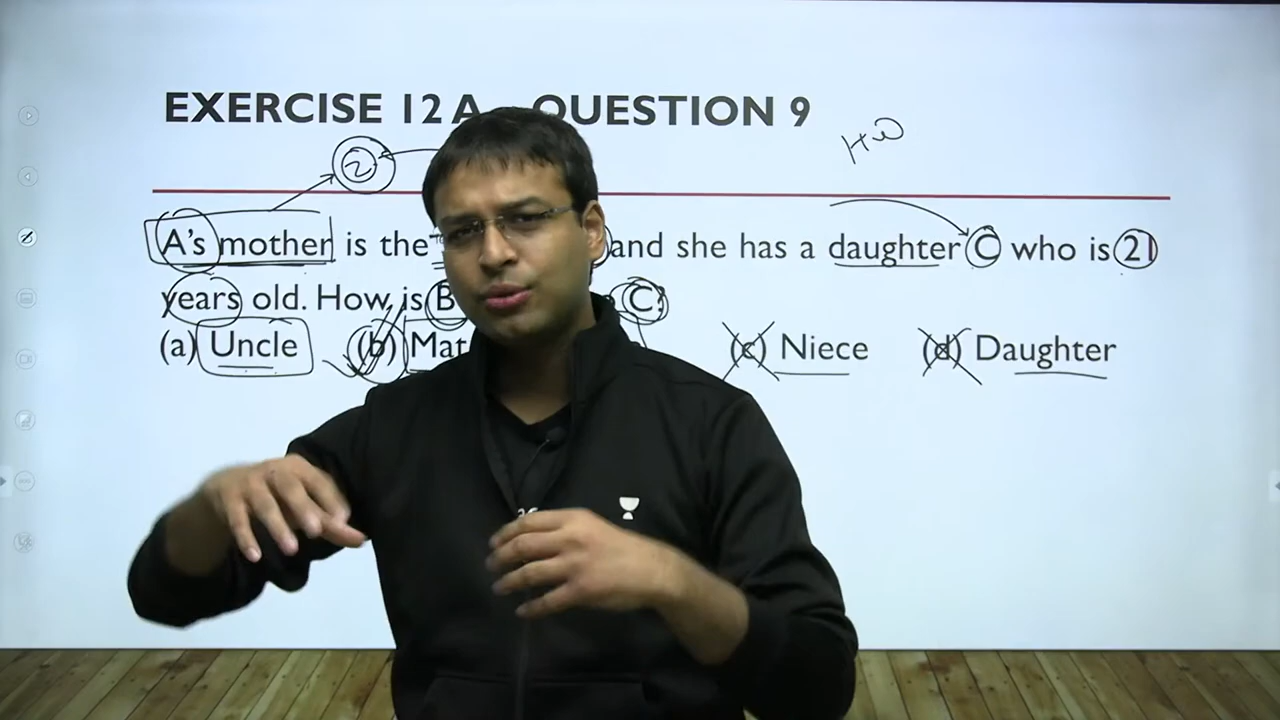 EXERCISE 12 A QUESTION 9
HW
2
A's mother is the and she has a daughter C who is 21
years old. How is B C?
(a) Uncle (b) (c) Niece (d) Daughter